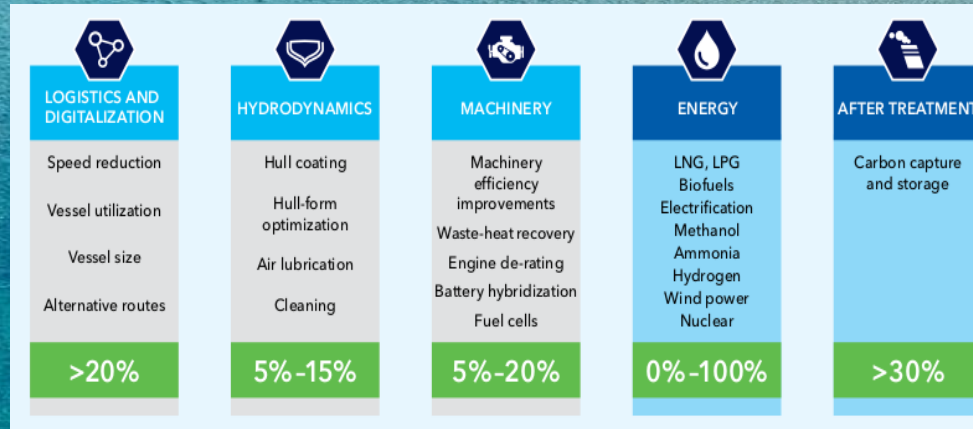 LOGISTICS AND
DIGITALIZATION
Speed reduction
Vessel utilization
Vessel size
Alternative routes
>20%
HYDRODYNAMICS
Hull coating
Hull-form
optimization
Air lubrication
Cleaning
5%-15%
MACHINERY
Machinery
efficiency
improvements
Waste-heat recovery
Engine de-rating
Battery hybridization
Fuel cells
5%-20%
ENERGY
LNG, LPG
Biofuels
Electrification
Methanol
Ammonia
Hydrogen
Wind power
Nuclear
0%-100%
AFTER TREATMENT
Carbon capture
and storage
>30%